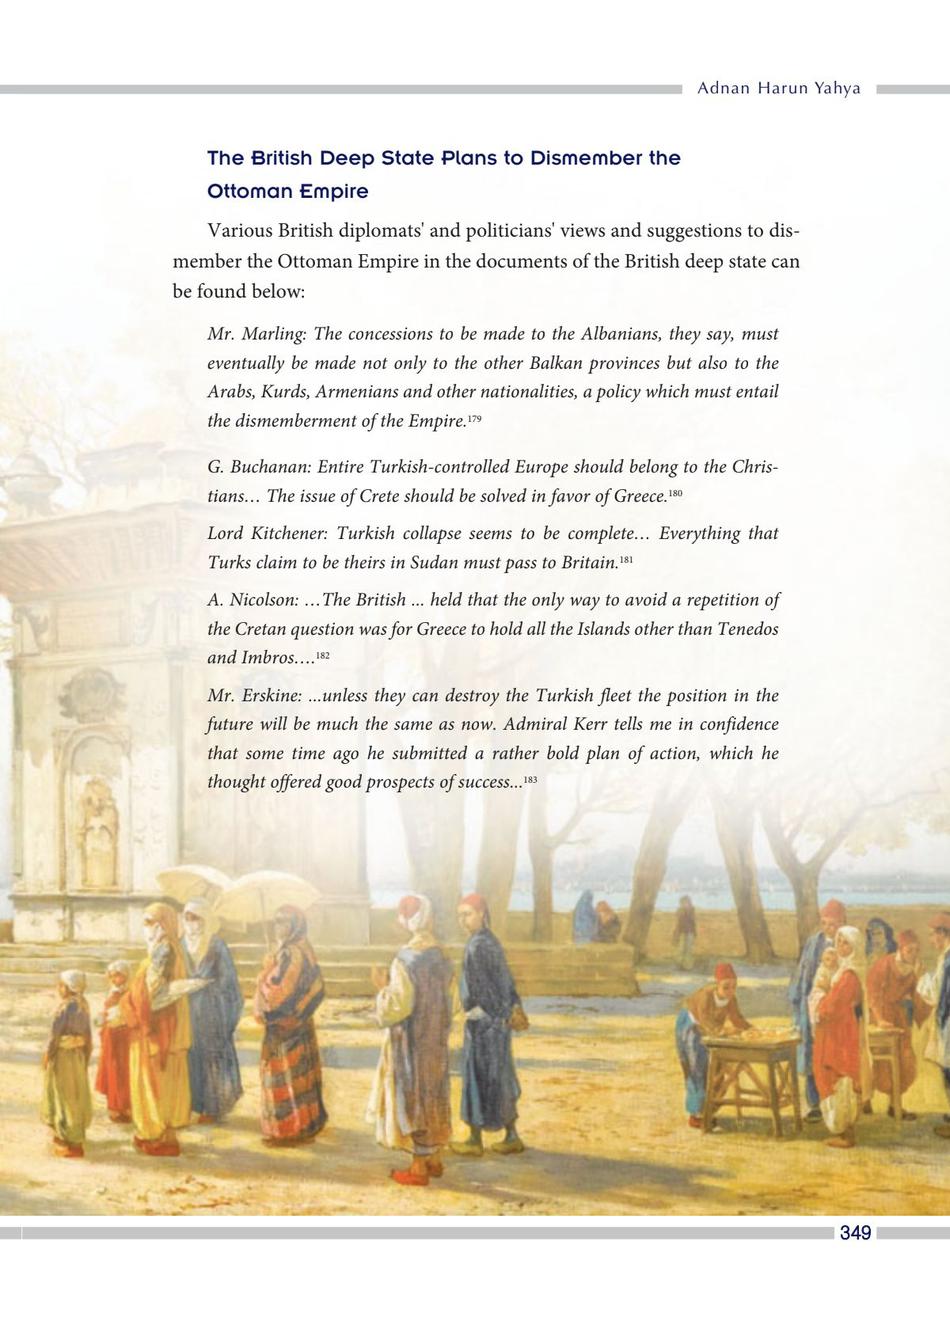 Adnan Harun Yahya
The British Deep State Plans to Dismember the
Ottoman Empire
Various British diplomats' and politicians' views and suggestions to dis-
member the Ottoman Empire in the documents of the British deep state can
be found below:
Mr. Marling: The concessions to be made to the Albanians, they say, must
eventually be made not only to the other Balkan provinces but also to the
Arabs, Kurds, Armenians and other nationalities, a policy which must entail
the dismemberment of the Empire.179
G. Buchanan: Entire Turkish-controlled Europe should belong to the Chris-
tians… The issue of Crete should be solved in favor of Greece.180
Lord Kitchener: Turkish collapse seems to be complete… Everything that
Turks claim to be theirs in Sudan must pass to Britain.181
A. Nicolson: …The British ... held that the only way to avoid a repetition of
the Cretan question was for Greece to hold all the Islands other than Tenedos
and Imbros….182
Mr. Erskine: ...unless they can destroy the Turkish fleet the position in the
future will be much the same as now. Admiral Kerr tells me in confidence
that some time ago he submitted a rather bold plan of action, which he
thought offered good prospects of success...183
349